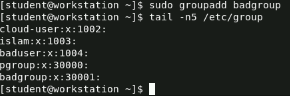 [student@workstation ~]$ sudo groupadd badgroup
[student@workstation ~]$ tail -n5 /etc/group
cloud-user:x:1002:
islam:x:1003:
baduser:x:1004:
pgroup:x:30000:
badgroup:x:30001:
[student@workstation ~]$